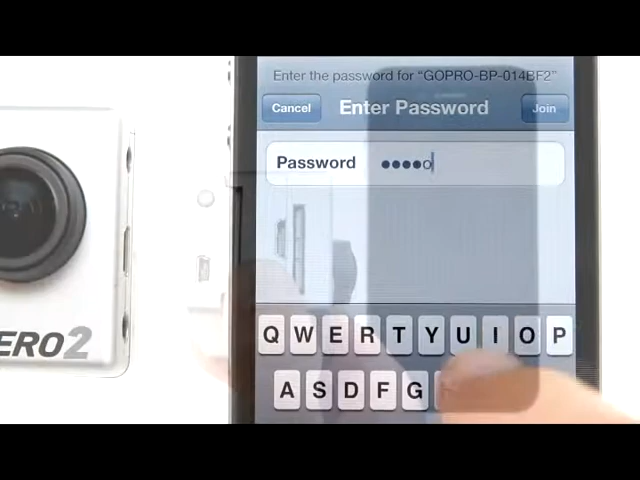 Enter the password for “GOPRO-BP-014BF2”
Cancel
Enter Password
Join
Password ●●●●o
Q W E R T Y U I O P
A S D F G
ERO2